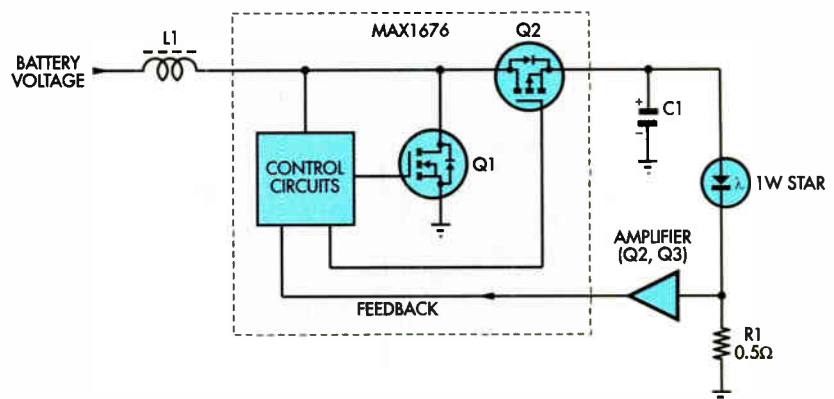 L1
MAX1676
Q2
BATTERY
VOLTAGE
+
C1
-
CONTROL
CIRCUITS
Q1
λ
1W STAR
AMPLIFIER
(Q2, Q3)
FEEDBACK
R1
0.5Ω